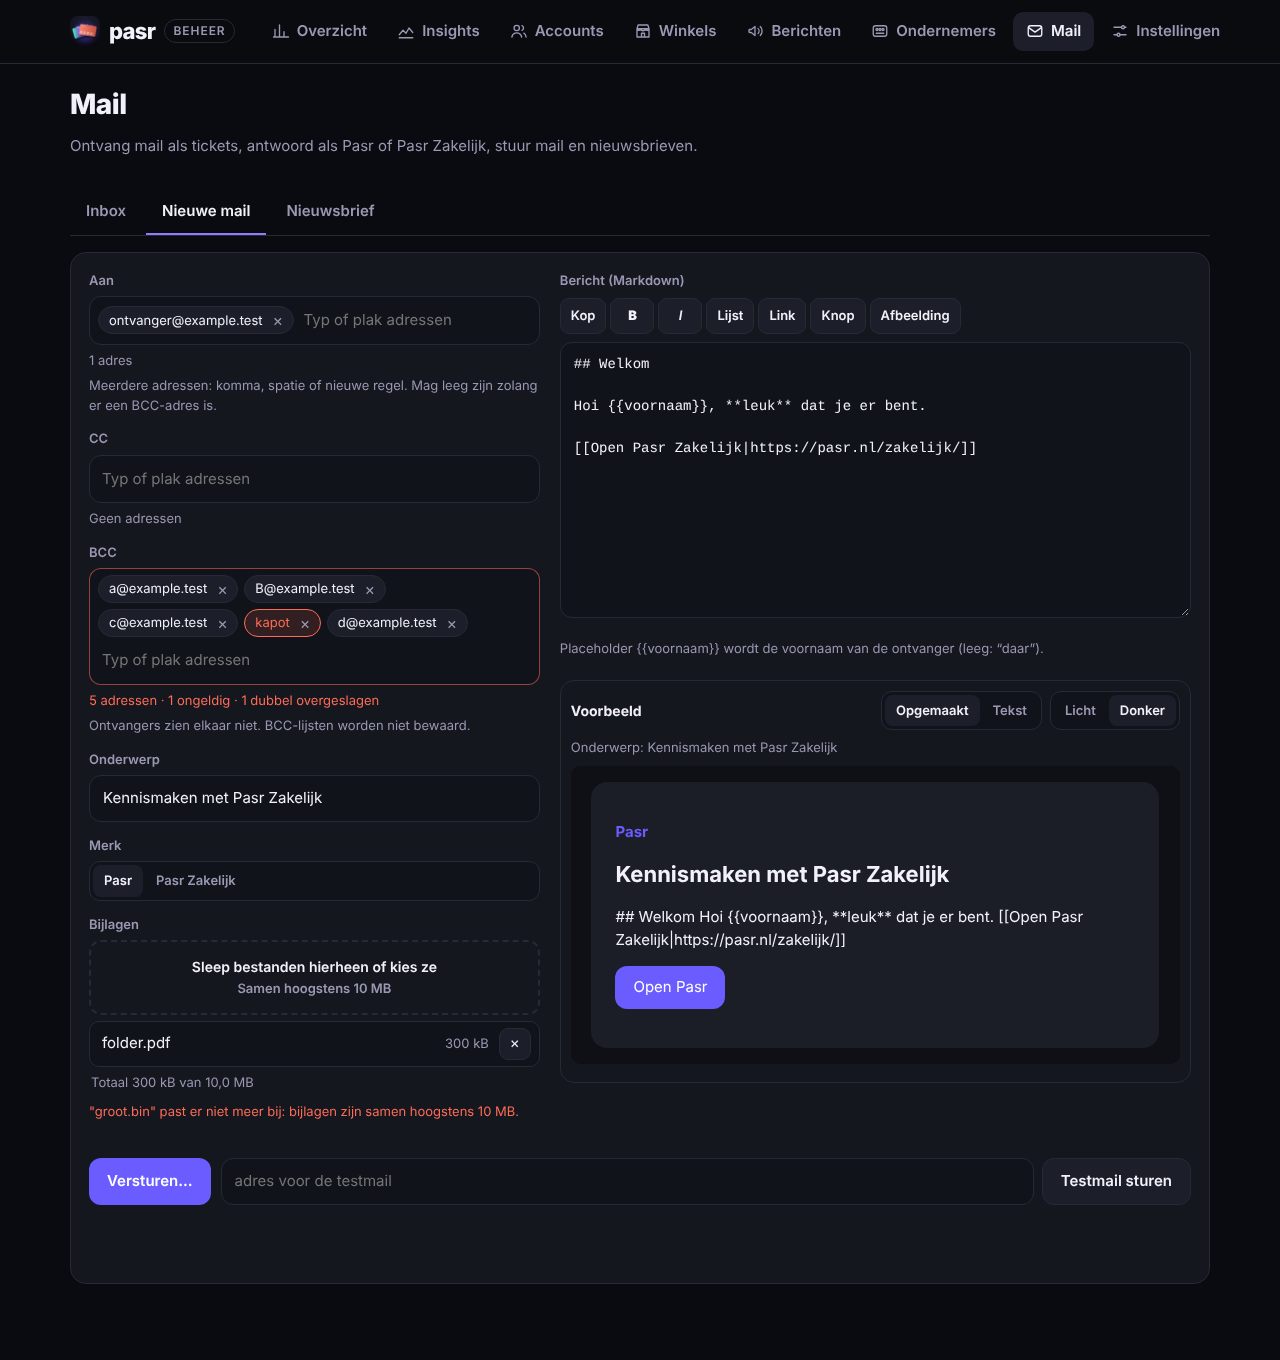 pasr BEHEER Overzicht Insights Accounts Winkels Berichten Ondernemers Mail Instellingen
Mail
Ontvang mail als tickets, antwoord als Pasr of Pasr Zakelijk, stuur mail en nieuwsbrieven.
Inbox Nieuwe mail Nieuwsbrief
Aan
ontvanger@example.test × Typ of plak adressen
1 adres
Meerdere adressen: komma, spatie of nieuwe regel. Mag leeg zijn zolang
er een BCC-adres is.
CC
Typ of plak adressen
Geen adressen
BCC
a@example.test × B@example.test ×
c@example.test × kapot × d@example.test ×
Typ of plak adressen
5 adressen · 1 ongeldig · 1 dubbel overgeslagen
Ontvangers zien elkaar niet. BCC-lijsten worden niet bewaard.
Onderwerp
Kennismaken met Pasr Zakelijk
Merk
Pasr Pasr Zakelijk
Bijlagen
Sleep bestanden hierheen of kies ze
Samen hoogstens 10 MB
folder.pdf 300 kB ×
Totaal 300 kB van 10,0 MB
"groot.bin" past er niet meer bij: bijlagen zijn samen hoogstens 10 MB.
Bericht (Markdown)
Kop B I Lijst Link Knop Afbeelding
## Welkom
Hoi {{voornaam}}, **leuk** dat je er bent.
[[Open Pasr Zakelijk|https://pasr.nl/zakelijk/]]
Placeholder {{voornaam}} wordt de voornaam van de ontvanger (leeg: “daar”).
Voorbeeld Opgemaakt Tekst Licht Donker
Onderwerp: Kennismaken met Pasr Zakelijk
Pasr
Kennismaken met Pasr Zakelijk
## Welkom Hoi {{voornaam}}, **leuk** dat je er bent. [[Open Pasr
Zakelijk|https://pasr.nl/zakelijk/]]
Open Pasr
Versturen... adres voor de testmail Testmail sturen